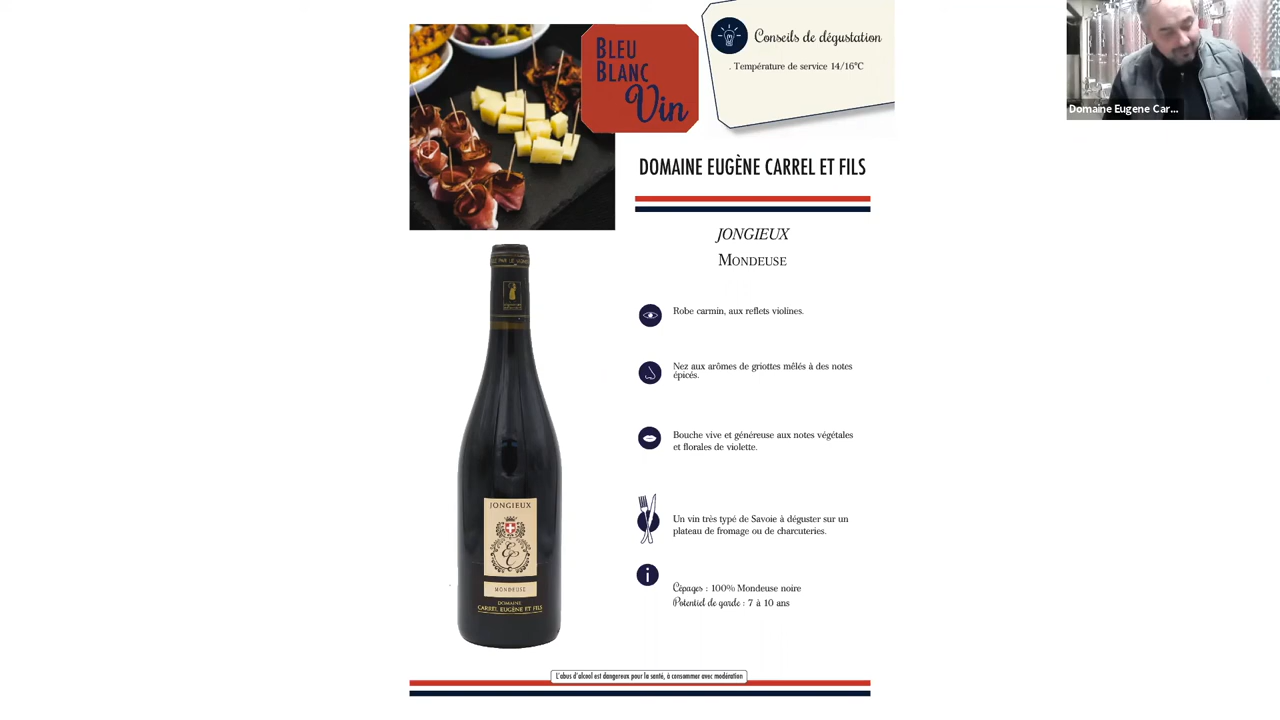 BLEU
BLANC
Vin
Conseils de dégustation
. Température de service 14/16°C
Domaine Eugene Car...
DOMAINE EUGÈNE CARREL ET FILS
JONGIEUX
MONDEUSE
Robe carmin, aux reflets violines.
Nez aux arômes de griottes mêlés à des notes
épicés.
Bouche vive et généreuse aux notes végétales
et florales de violette.
Un vin très typé de Savoie à déguster sur un
plateau de fromage ou de charcuteries.
Cépages : 100% Mondeuse noire
Potentiel de garde : 7 à 10 ans
JONGIEUX
EC
MONDEUSE
DOMAINE
CARREL EUGÈNE ET FILS
L'abus d'alcool est dangereux pour la santé, à consommer avec modération